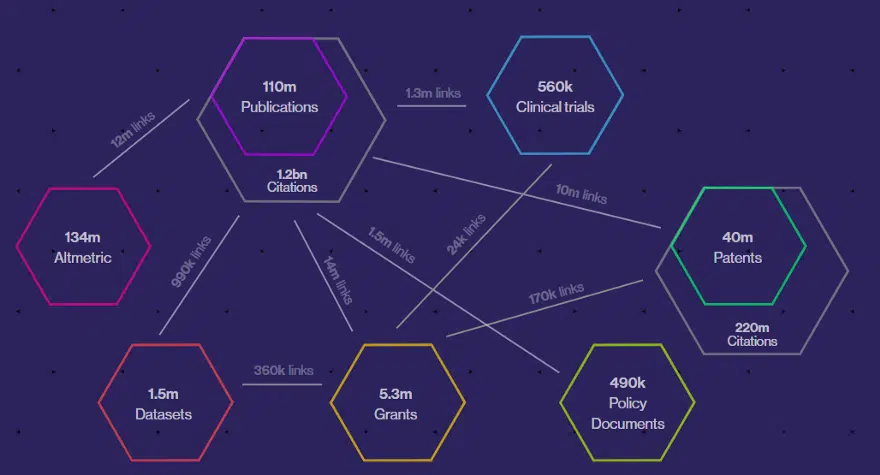 110m
Publications
1.2bn
Citations
1.3m links
560k
Clinical trials
12m links
10m links
134m
Altmetric
990k links
14m links
1.5m links
24k links
170k links
40m
Patents
220m
Citations
1.5m
Datasets
360k links
5.3m
Grants
490k
Policy
Documents